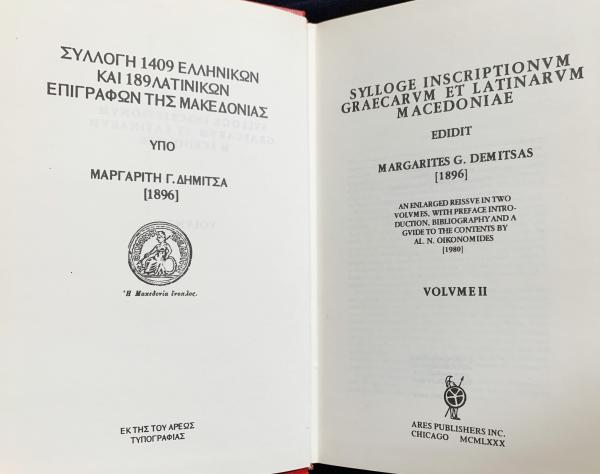 ΣΥΛΛΟΓΗ 1409 ΕΛΛΗΝΙΚΩΝ
ΚΑΙ 189 ΛΑΤΙΝΙΚΩΝ
ΕΠΙΓΡΑΦΩΝ ΤΗΣ ΜΑΚΕΔΟΝΙΑΣ
ΥΠΟ
ΜΑΡΓΑΡΙΤΗ Γ. ΔΗΜΙΤΣΑ
[1896]
Ἡ Μακεδονία ἔνοπλος.
ΕΚ ΤΗΣ ΤΟΥ ΑΡΕΩΣ
ΤΥΠΟΓΡΑΦΙΑΣ
SYLLOGE INSCRIPTIONVM
GRAECARVM ET LATINARVM
MACEDONIAE
EDIDIT
MARGARITES G. DEMITSAS
[1896]
AN ENLARGED REISSVE IN TWO
VOLVMES, WITH PREFACE INTRO-
DUCTION, BIBLIOGRAPHY AND A
GVIDE TO THE CONTENTS BY
AL. N. OIKONOMIDES
[1980]
VOLVME II
ARES PUBLISHERS INC.
CHICAGO MCMLXXX